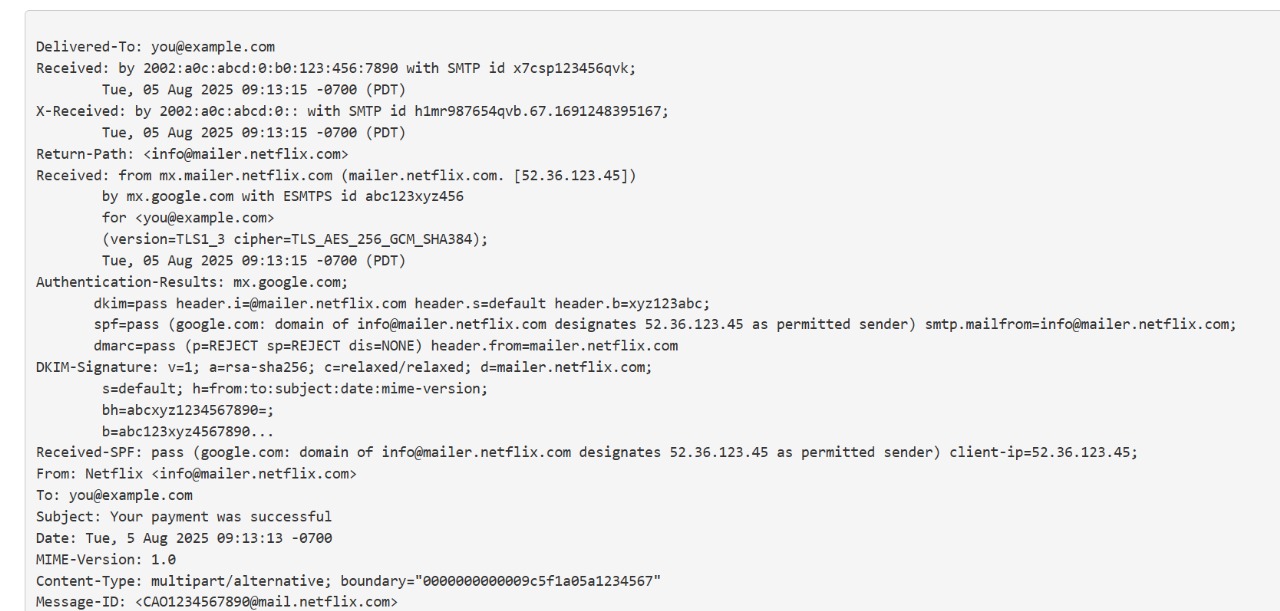 Delivered-To: you@example.com
Received: by 2002:a0c:abcd:0:b0:123:456:7890 with SMTP id x7csp123456qvk;
Tue, 05 Aug 2025 09:13:15 -0700 (PDT)
X-Received: by 2002:a0c:abcd:0:: with SMTP id h1mr987654qvb.67.1691248395167;
Tue, 05 Aug 2025 09:13:15 -0700 (PDT)
Return-Path: <info@mailer.netflix.com>
Received: from mx.mailer.netflix.com (mailer.netflix.com. [52.36.123.45])
by mx.google.com with ESMTPS id abc123xyz456
for <you@example.com>
(version=TLS1_3 cipher=TLS_AES_256_GCM_SHA384);
Tue, 05 Aug 2025 09:13:15 -0700 (PDT)
Authentication-Results: mx.google.com;
dkim=pass header.i=@mailer.netflix.com header.s=default header.b=xyz123abc;
spf=pass (google.com: domain of info@mailer.netflix.com designates 52.36.123.45 as permitted sender) smtp.mailfrom=info@mailer.netflix.com;
dmarc=pass (p=REJECT sp=REJECT dis=NONE) header.from=mailer.netflix.com
DKIM-Signature: v=1; a=rsa-sha256; c=relaxed/relaxed; d=mailer.netflix.com;
s=default; h=from:to:subject:date:mime-version;
bh=abcxyz1234567890=;
b=abc123xyz4567890...
Received-SPF: pass (google.com: domain of info@mailer.netflix.com designates 52.36.123.45 as permitted sender) client-ip=52.36.123.45;
From: Netflix <info@mailer.netflix.com>
To: you@example.com
Subject: Your payment was successful
Date: Tue, 5 Aug 2025 09:13:13 -0700
MIME-Version: 1.0
Content-Type: multipart/alternative; boundary="0000000000009c5f1a05a1234567"
Message-ID: <CAO1234567890@mail.netflix.com>